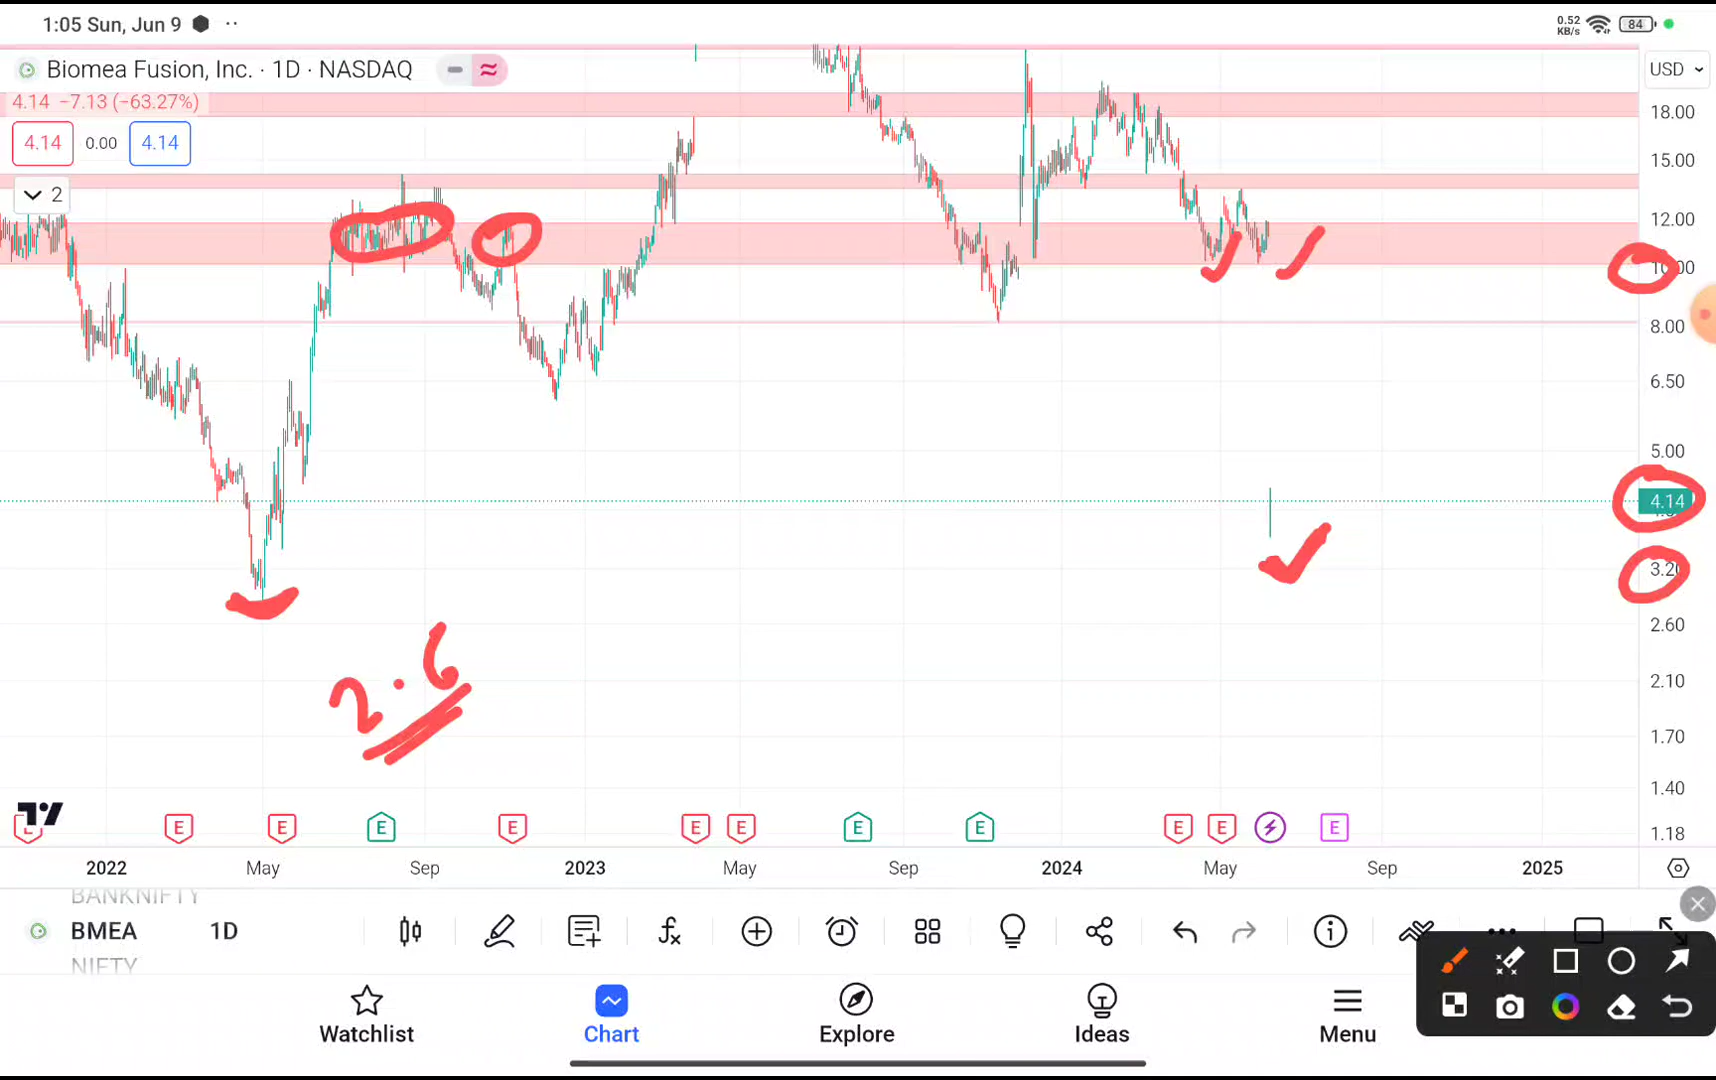 1:05 Sun, Jun 9
0.52
KB/s
84
Biomea Fusion, Inc. · 1D · NASDAQ
USD
4.14 −7.13 (−63.27%)
4.14 0.00 4.14
2
18.00
15.00
12.00
10.00
8.00
6.50
5.00
4.14
3.20
2.60
2.10
1.70
1.40
1.18
2.6
E E E E E E E E E E E
2022 May Sep 2023 May Sep 2024 May Sep 2025
BANKNIFTY
BMEA 1D
NIFTY
Watchlist Chart Explore Ideas Menu